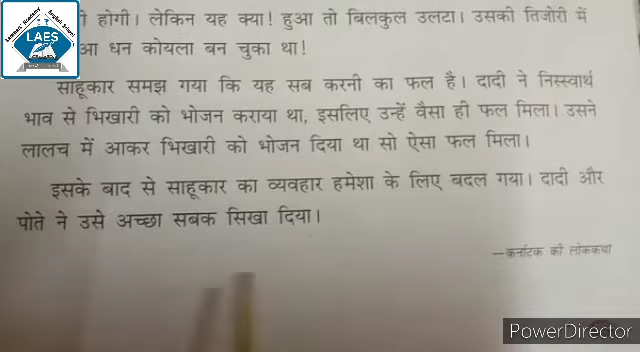 होगी। लेकिन यह क्या! हुआ तो बिलकुल उलटा। उसकी तिजोरी में
धन कोयला बन चुका था!
साहूकार समझ गया कि यह सब करनी का फल है। दादी ने निस्स्वार्थ
भाव से भिखारी को भोजन कराया था, इसलिए उन्हें वैसा ही फल मिला। उसने
लालच में आकर भिखारी को भोजन दिया था सो ऐसा फल मिला।
इसके बाद से साहूकार का व्यवहार हमेशा के लिए बदल गया। दादी और
पोते ने उसे अच्छा सबक सिखा दिया।
—कर्नाटक की लोककथा
LAES
PowerDirector